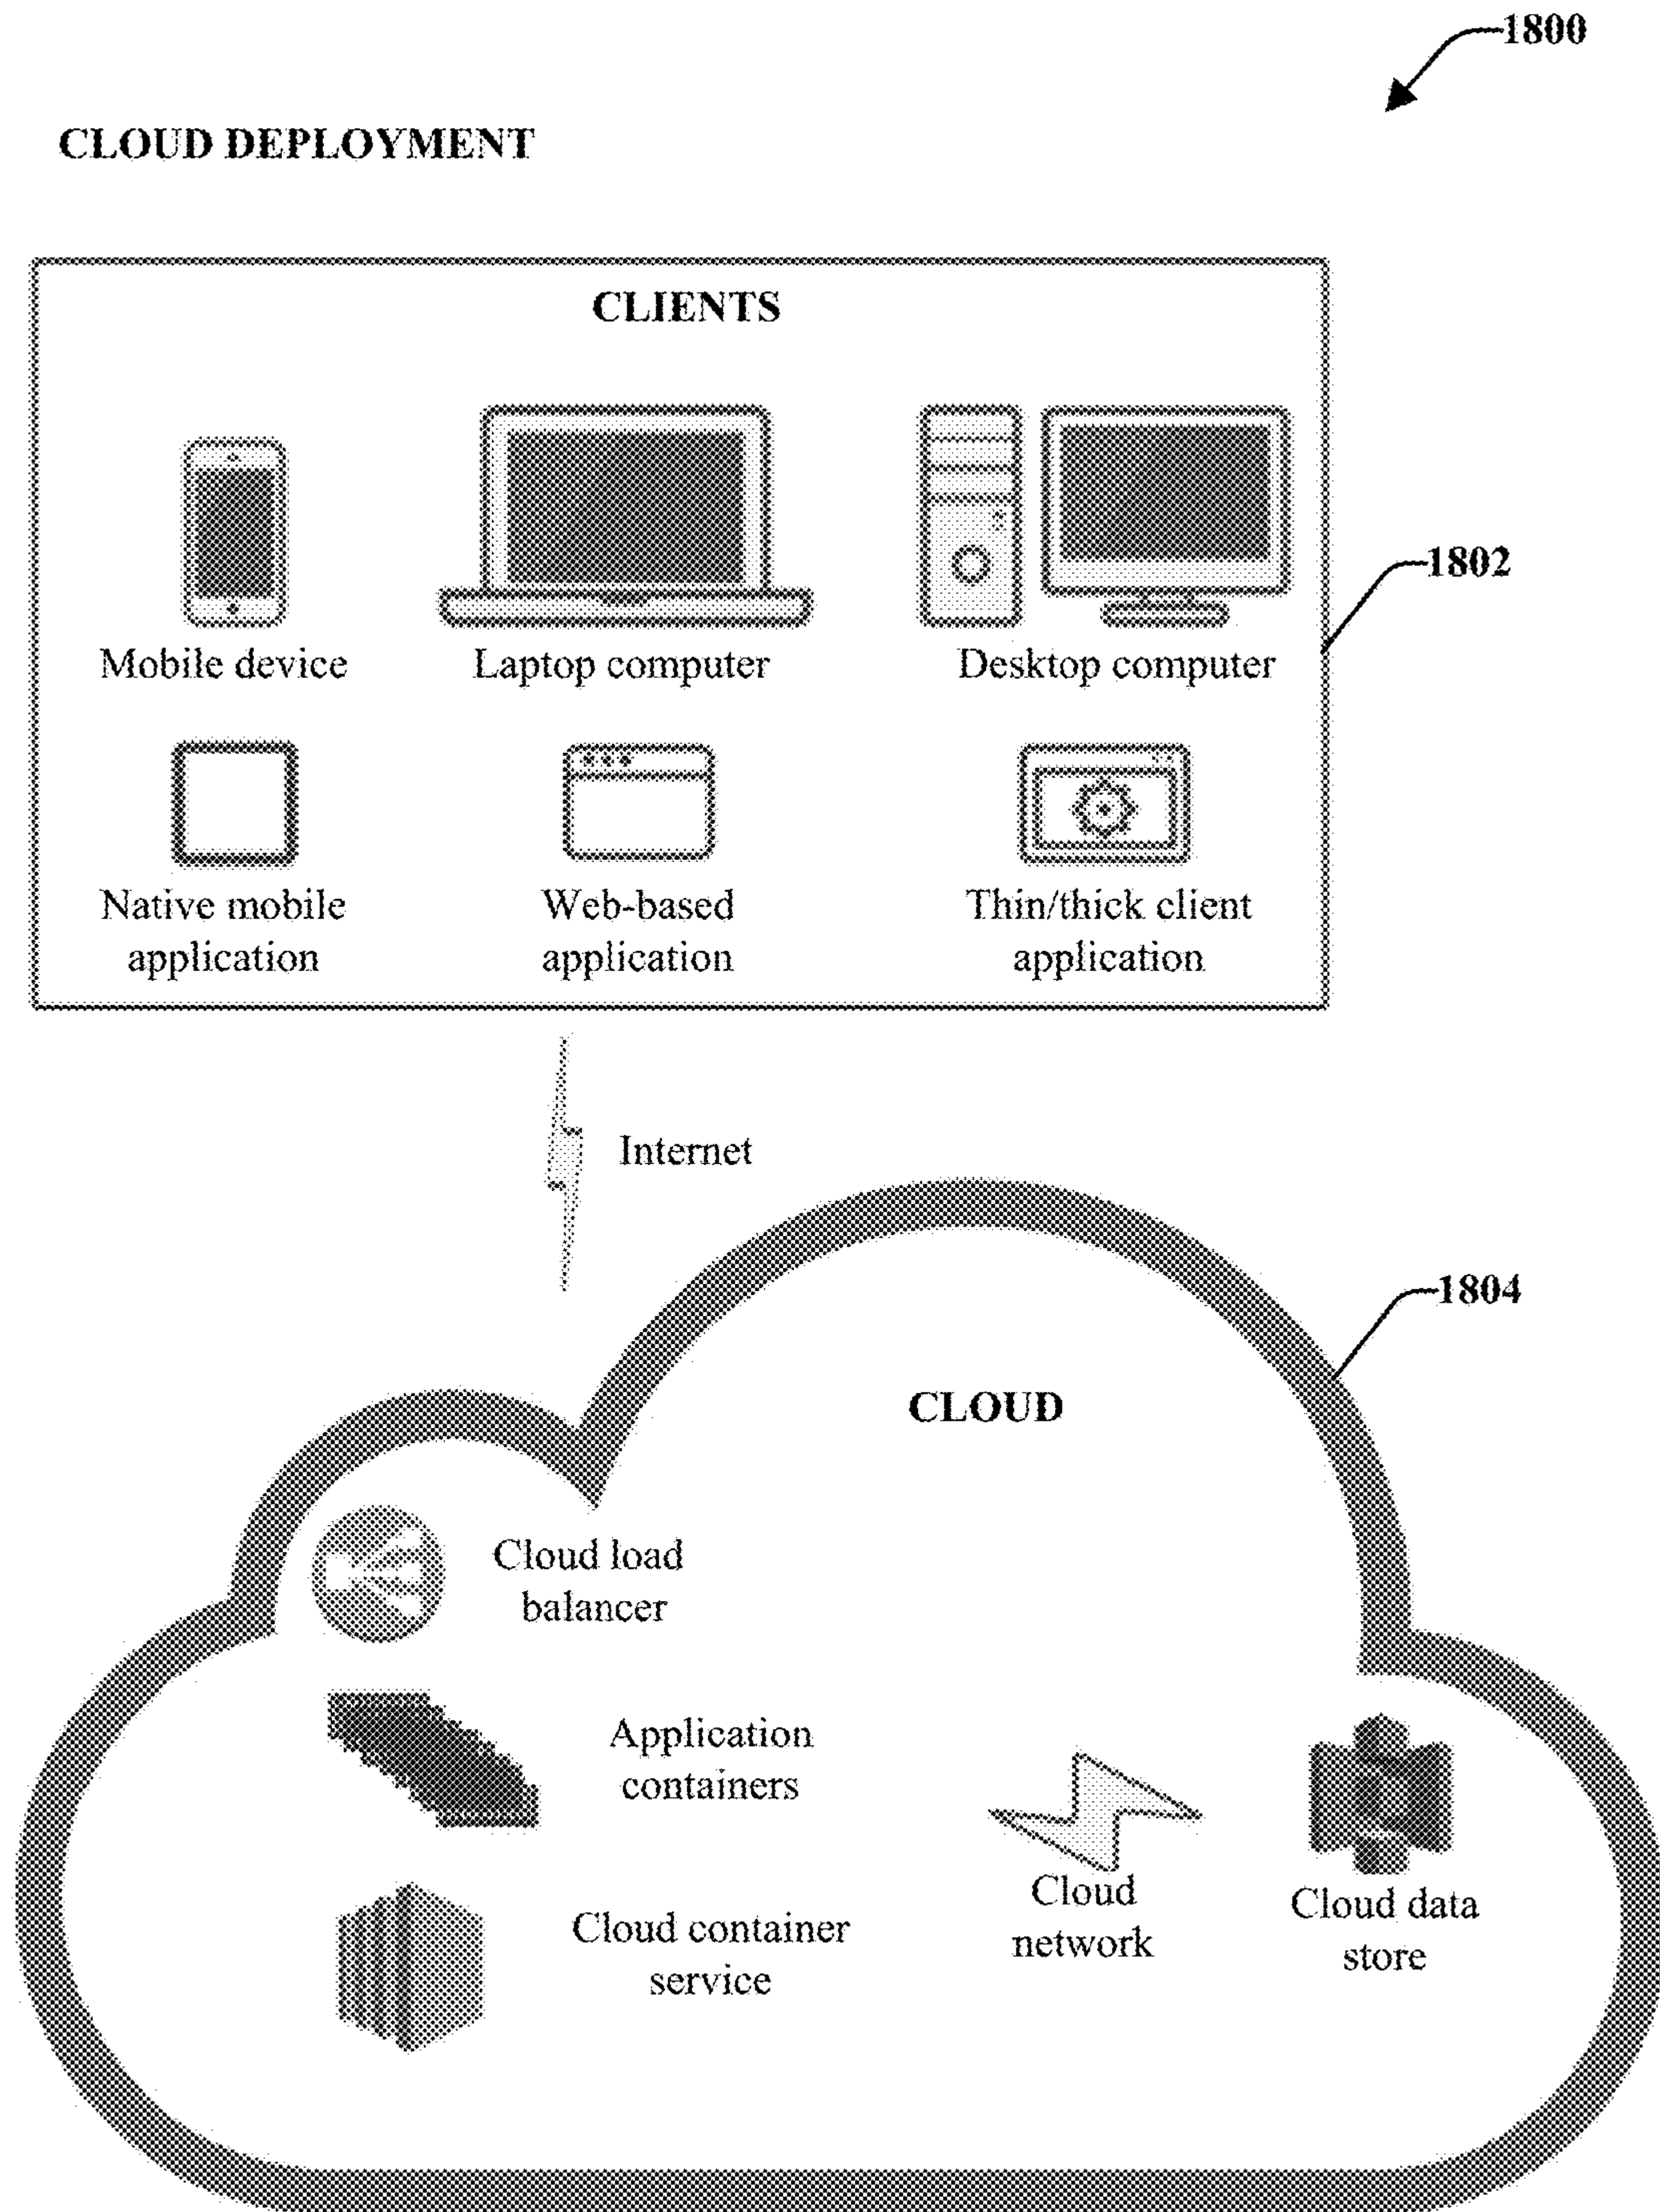 1800
CLOUD DEPLOYMENT
CLIENTS
1802
Mobile device
Laptop computer
Desktop computer
Native mobile
application
Web-based
application
Thin/thick client
application
Internet
1804
CLOUD
Cloud load
balancer
Application
containers
Cloud container
service
Cloud
network
Cloud data
store